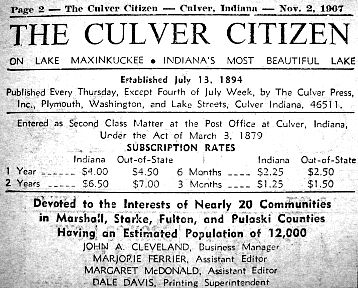 Page 2 — The Culver Citizen — Culver, Indiana — Nov. 2, 1967
THE CULVER CITIZEN
ON LAKE MAXINKUCKEE • INDIANA'S MOST BEAUTIFUL LAKE
Established July 13, 1894
Published Every Thursday, Except Fourth of July Week, by The Culver Press,
Inc., Plymouth, Washington, and Lake Streets, Culver Indiana, 46511.
Entered as Second Class Matter at the Post Office at Culver, Indiana,
Under the Act of March 3, 1879
SUBSCRIPTION RATES
Indiana Out-of-State Indiana Out-of-State
1 Year ---- $4.00 $4.50 6 Months ---- $2.25 $2.50
2 Years ---- $6.50 $7.00 3 Months ---- $1.25 $1.50
Devoted to the Interests of Nearly 20 Communities
in Marshall, Starke, Fulton, and Pulaski Counties
Having an Estimated Population of 12,000
JOHN A. CLEVELAND, Business Manager
MARJORIE FERRIER, Assistant Editor
MARGARET McDONALD, Assistant Editor
DALE DAVIS, Printing Superintendent